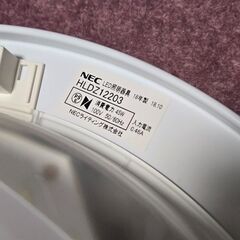 NEC LED照明器具 18年製 18.10
HLDZ12203
消費電力 45W 入力電流
100V 50/60Hz 0.46A
NECライティング株式会社